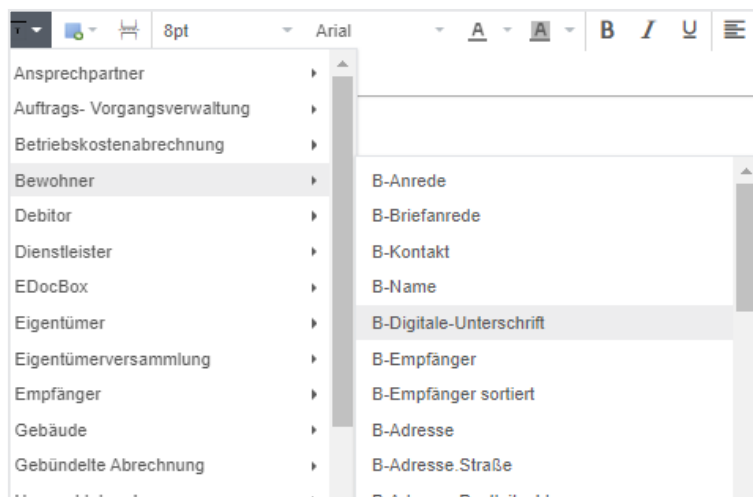 8pt Arial A A B I U
Ansprechpartner
Auftrags- Vorgangsverwaltung
Betriebskostenabrechnung
Bewohner
Debitor
Dienstleister
EDocBox
Eigentümer
Eigentümerversammlung
Empfänger
Gebäude
Gebündelte Abrechnung
B-Anrede
B-Briefanrede
B-Kontakt
B-Name
B-Digitale-Unterschrift
B-Empfänger
B-Empfänger sortiert
B-Adresse
B-Adresse.Straße